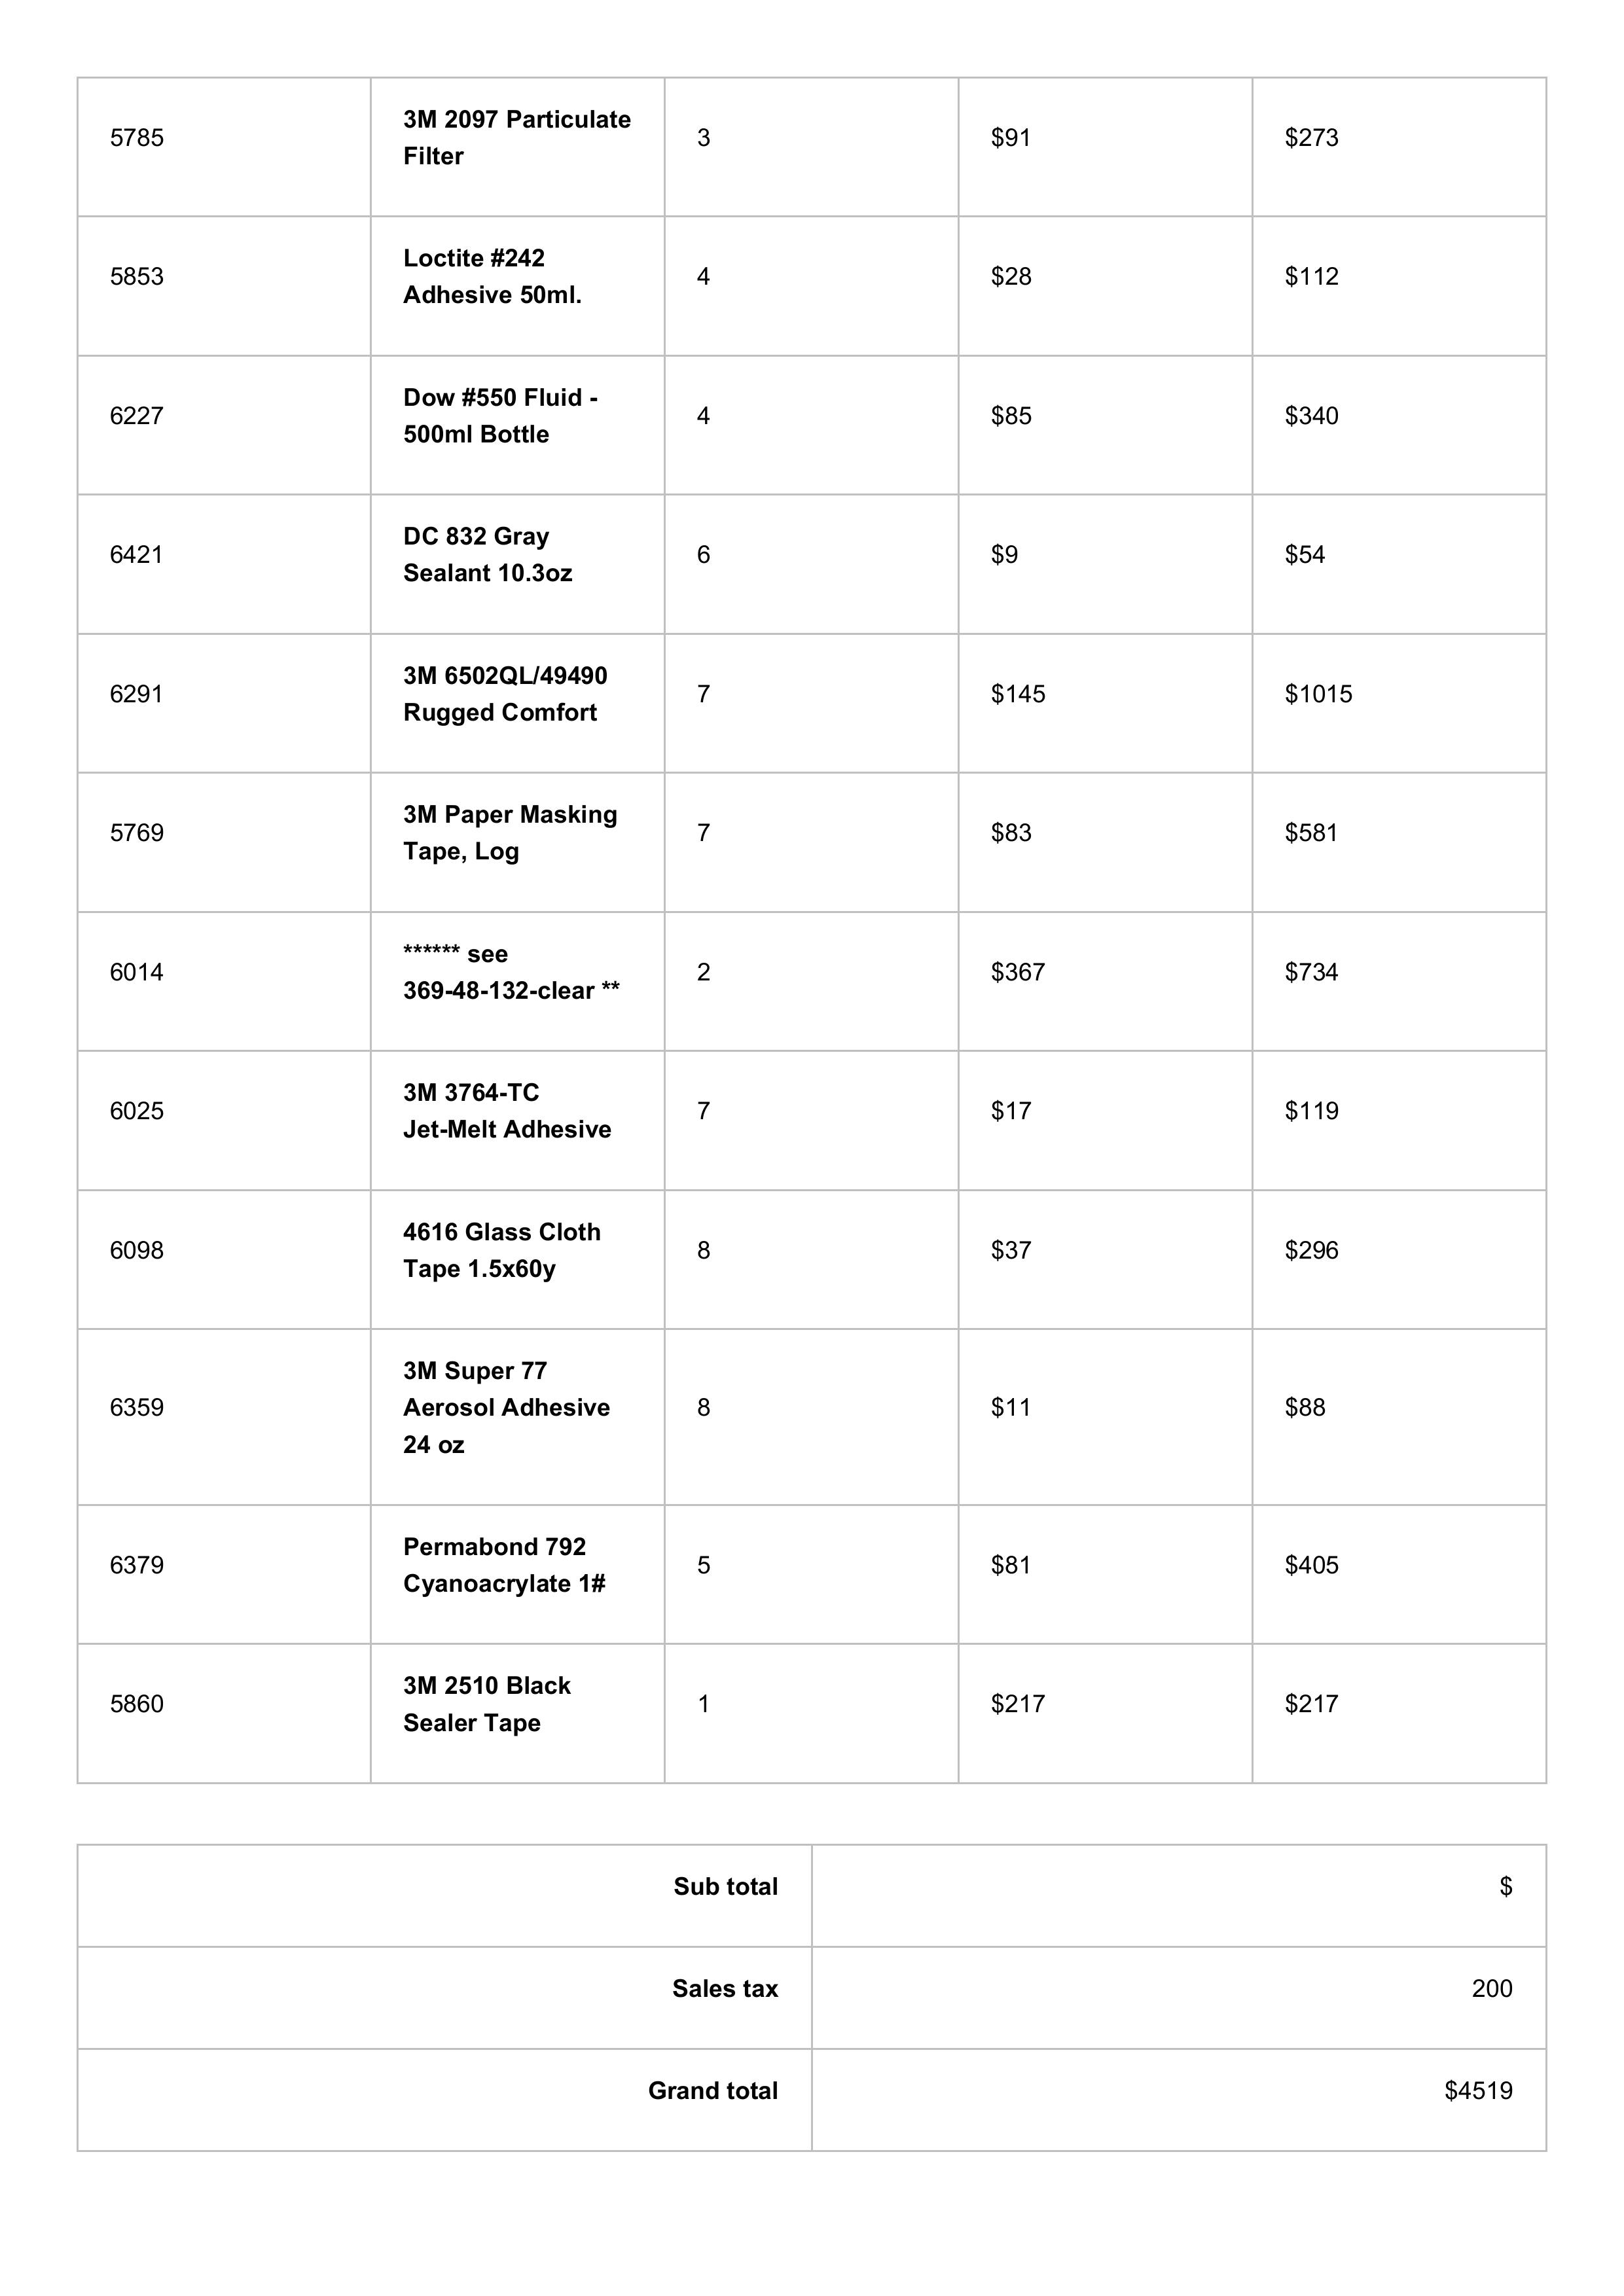 5785
3M 2097 Particulate
Filter
3
$91
$273
5853
Loctite #242
Adhesive 50ml.
4
$28
$112
6227
Dow #550 Fluid -
500ml Bottle
4
$85
$340
6421
DC 832 Gray
Sealant 10.3oz
6
$9
$54
6291
3M 6502QL/49490
Rugged Comfort
7
$145
$1015
5769
3M Paper Masking
Tape, Log
7
$83
$581
6014
****** see
369-48-132-clear **
2
$367
$734
6025
3M 3764-TC
Jet-Melt Adhesive
7
$17
$119
6098
4616 Glass Cloth
Tape 1.5x60y
8
$37
$296
6359
3M Super 77
Aerosol Adhesive
24 oz
8
$11
$88
6379
Permabond 792
Cyanoacrylate 1#
5
$81
$405
5860
3M 2510 Black
Sealer Tape
1
$217
$217
Sub total
$
Sales tax
200
Grand total
$4519